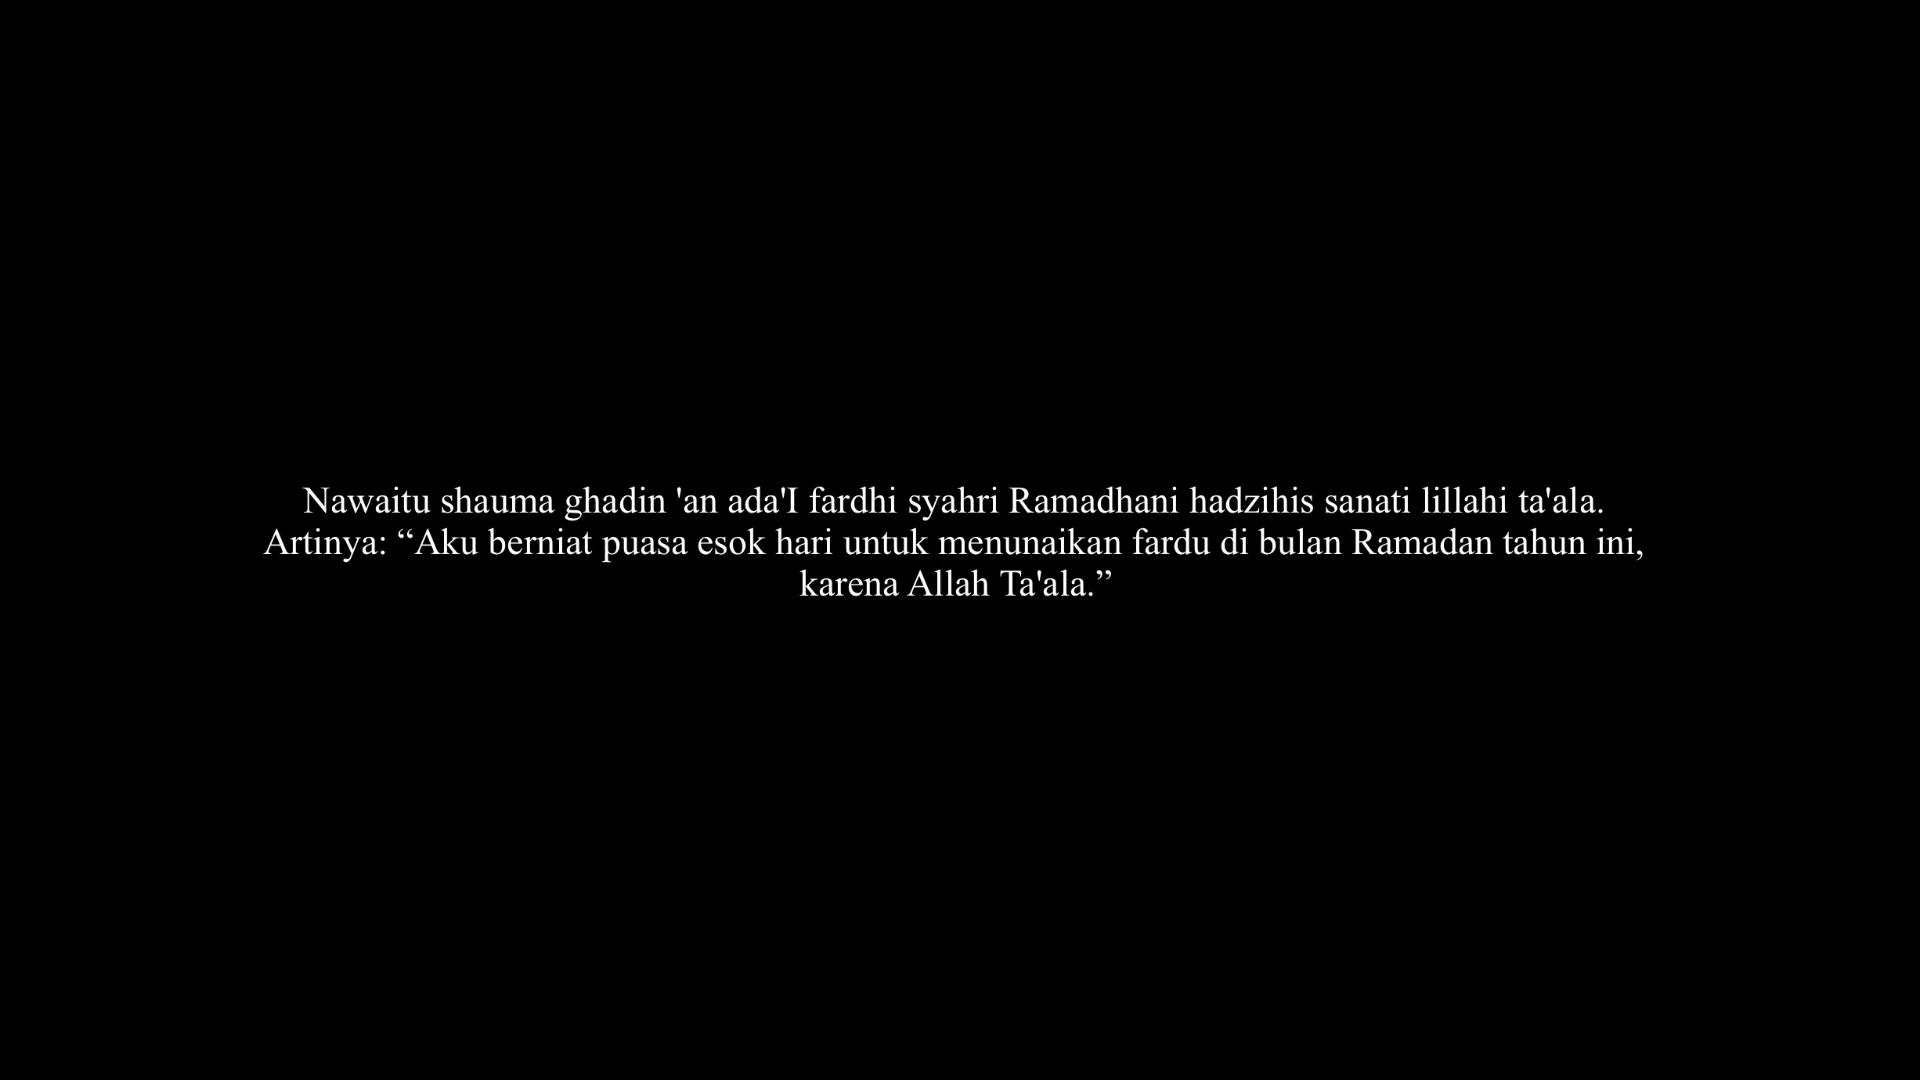 Nawaitu shauma ghadin 'an ada'I fardhi syahri Ramadhani hadzihis sanati lillahi ta'ala.
Artinya: “Aku berniat puasa esok hari untuk menunaikan fardu di bulan Ramadan tahun ini,
karena Allah Ta'ala.”